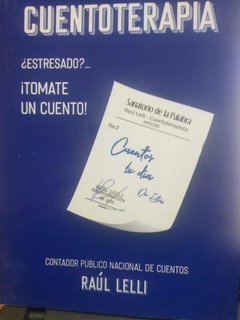 CUENTOTERAPIA
¿ESTRESADO?...
¡TOMATE
UN CUENTO!
Sanatorio de la Palabra
Raúl Lelli - Cuentoterapeuta
Cuentos
tu día
CONTADOR PÚBLICO NACIONAL DE CUENTOS
RAÚL LELLI